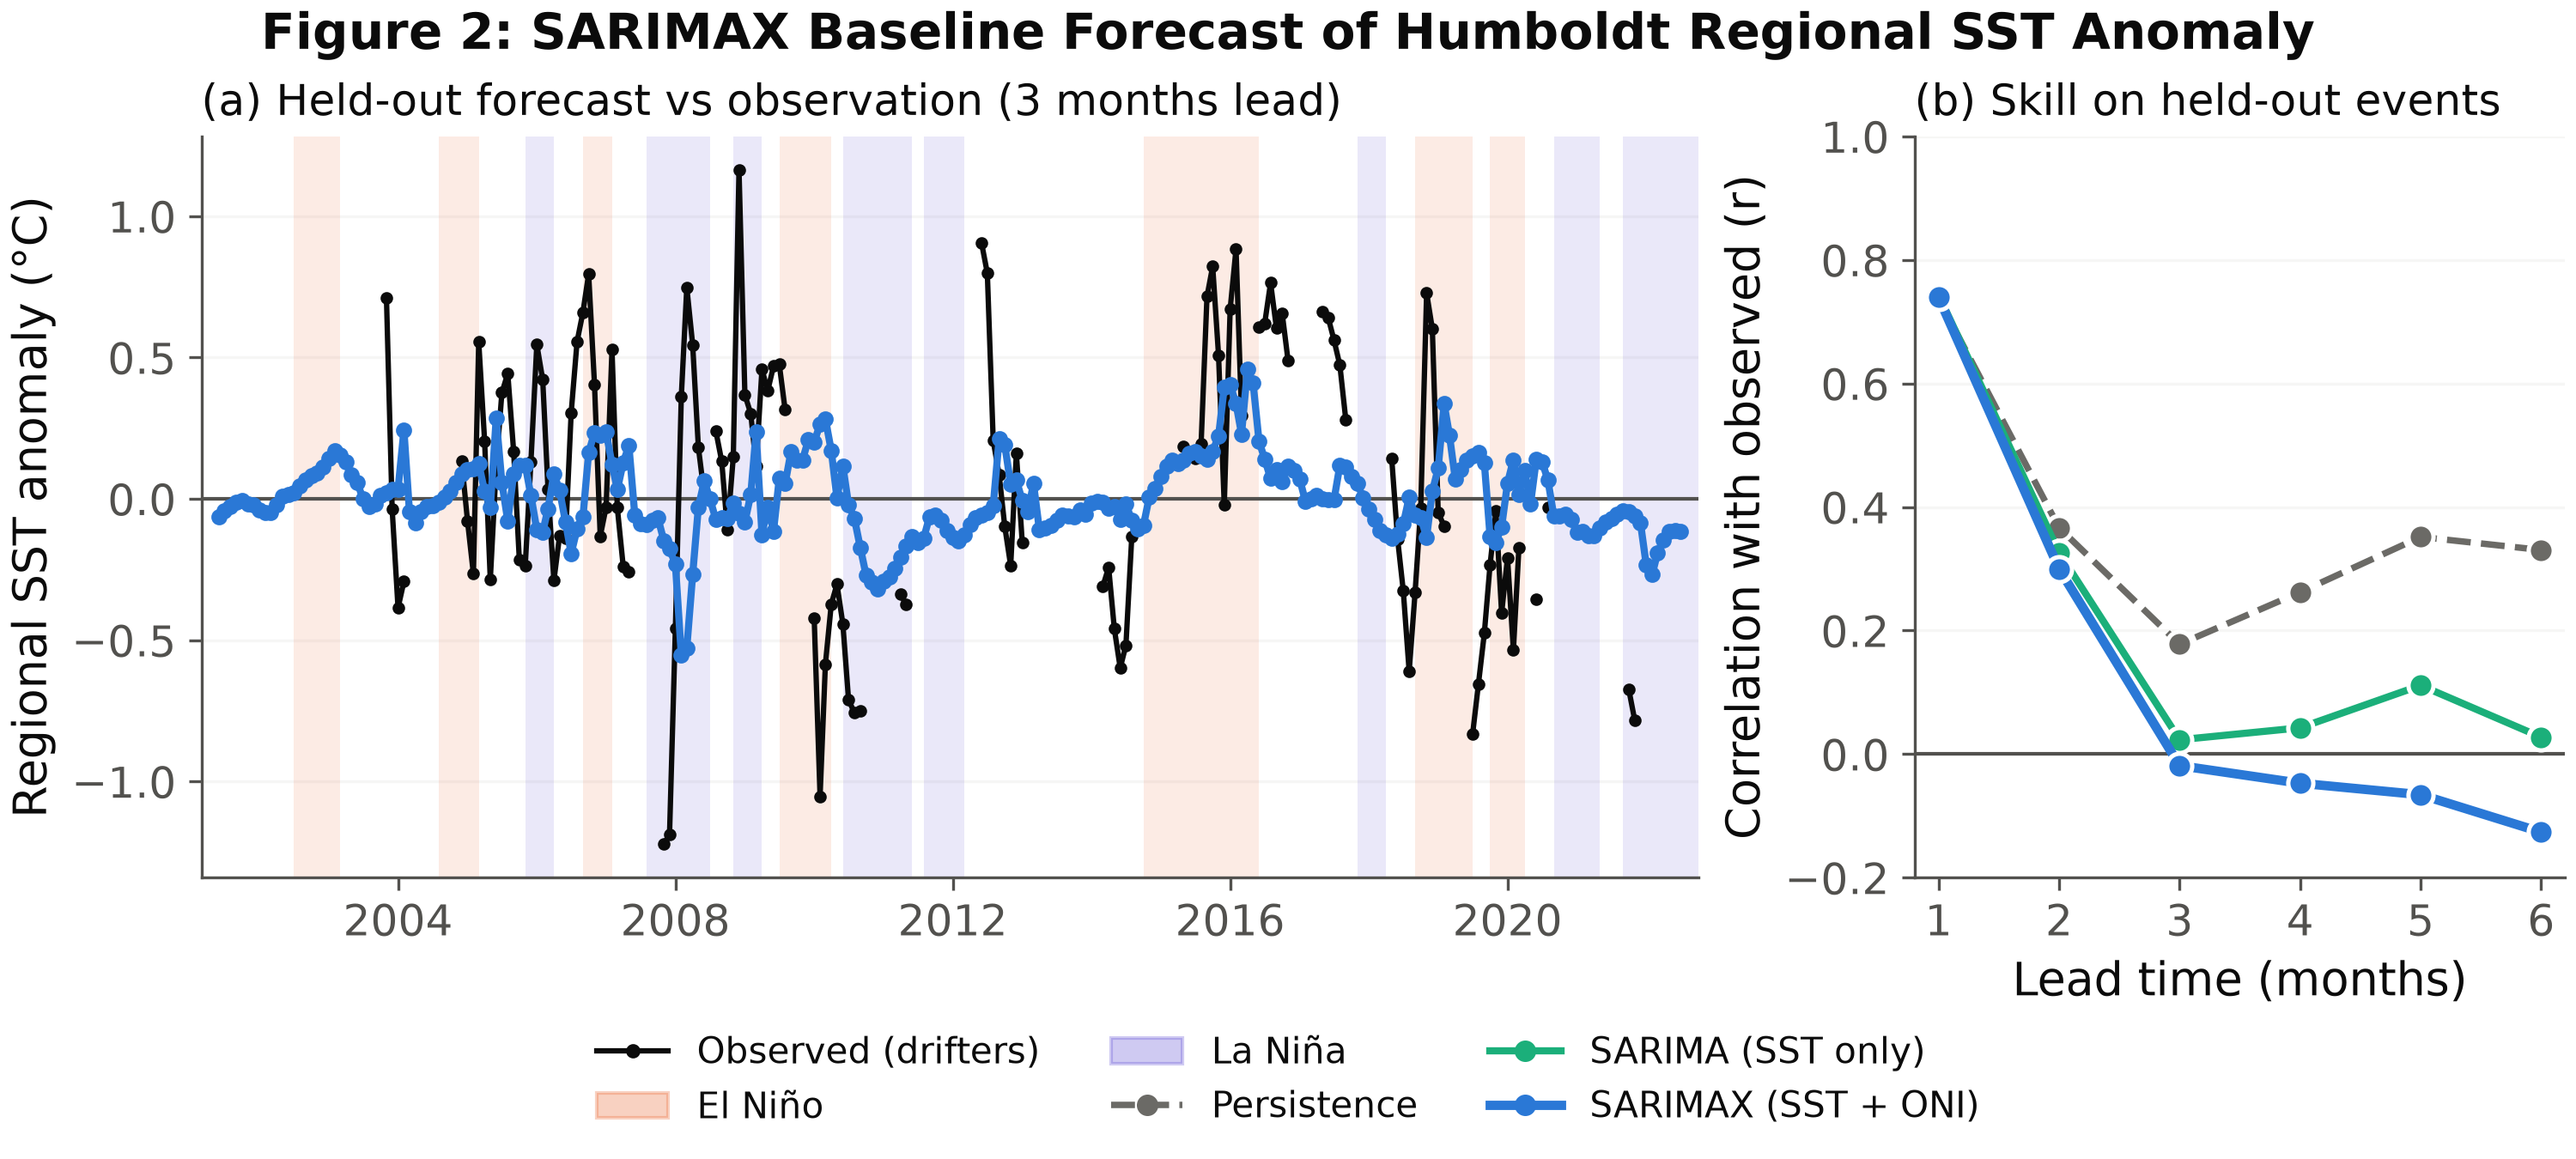 Figure 2: SARIMAX Baseline Forecast of Humboldt Regional SST Anomaly
(a) Held-out forecast vs observation (3 months lead)
Regional SST anomaly (°C)
1.0
0.5
0.0
−0.5
−1.0
2004
2008
2012
2016
2020
(b) Skill on held-out events
Correlation with observed (r)
1.0
0.8
0.6
0.4
0.2
0.0
−0.2
1
2
3
4
5
6
Lead time (months)
Observed (drifters)
El Niño
La Niña
Persistence
SARIMA (SST only)
SARIMAX (SST + ONI)